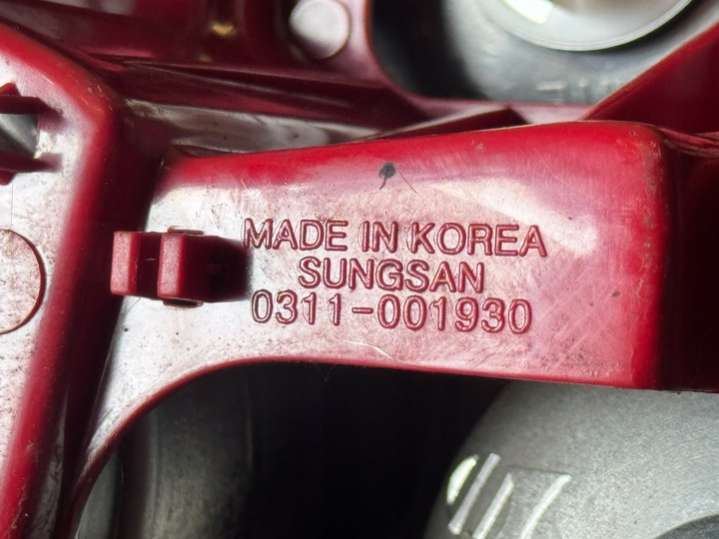 MADE IN KOREA
SUNGSAN
0311-001930